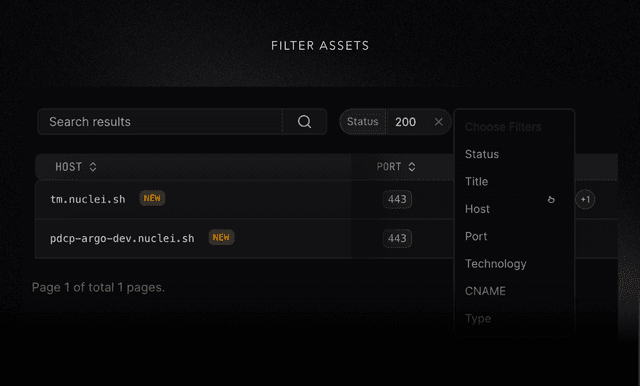 FILTER ASSETS
Search results
Status 200
Choose Filters
Status
Title
Host
Port
Technology
CNAME
Type
HOST PORT
tm.nuclei.sh NEW 443 +1
pdcp-argo-dev.nuclei.sh NEW 443
Page 1 of total 1 pages.